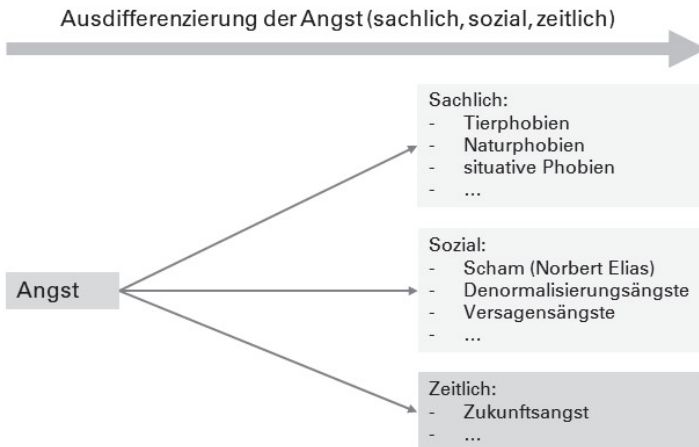 Ausdifferenzierung der Angst (sachlich, sozial, zeitlich)
Sachlich:
- Tierphobien
- Naturphobien
- situative Phobien
- ...
Angst
Sozial:
- Scham (Norbert Elias)
- Denormalisierungsängste
- Versagensängste
- ...
Zeitlich:
- Zukunftsangst
- ...